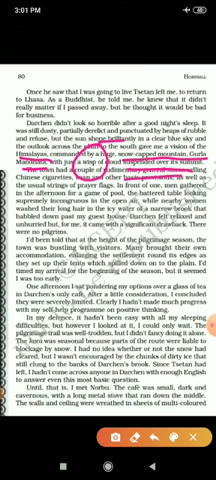 3:01 PM
80
HORNBILL
Once he saw that I was going to live Tsetan left me, to return
to Lhasa. As a Buddhist, he told me, he knew that it didn't
really matter if I passed away, but he thought it would be bad
for business.
Darchen didn't look so horrible after a good night's sleep. It
was still dusty, partially derelict and punctuated by heaps of rubble
and refuse, but the sun shone brilliantly in a clear blue sky and
the outlook across the to the south gave me a vision of the
Himalayas, commanded by a huge, snow-capped mountain, Gurla
Mandhata, with just a wisp of cloud suspended over its summit.
The town had a couple of general selling
Chinese cigarettes, and other basic as well as
the usual strings of prayer flags. In front of one, men gathered
in the afternoon for a game of pool, the battered table looking
supremely incongruous in the open air, while nearby women
washed their long hair in the icy water of a narrow brook that
babbled down past my guest house. Darchen felt relaxed and
unhurried but, for me, it came with a significant drawback. There
were no pilgrims.
I'd been told that at the height of the pilgrimage season, the
town was bustling with visitors. Many brought their own
accommodation, enlarging the settlement round its edges as
they set up their tents which spilled down on to the plain. I'd
timed my arrival for the beginning of the season, but it seemed
I was too early.
One afternoon I sat pondering my options over a glass of tea
in Darchen's only cafe. After a little consideration, I concluded
they were severely limited. Clearly I hadn't made much progress
with my self-help programme on positive thinking.
In my defence, it hadn't been easy with all my sleeping
difficulties, but however I looked at it, I could only wait. The
pilgrimage trail was well-trodden, but I didn't fancy doing it alone.
The kora was seasonal because parts of the route were liable to
blockage by snow. I had no idea whether or not the snow had
cleared, but I wasn't encouraged by the chunks of dirty ice that
still clung to the banks of Darchen's brook. Since Tsetan had
left, I hadn't come across anyone in Darchen with enough English
to answer even this most basic question.
Until, that is, I met Norbu. The café was small, dark and
cavernous, with a long metal stove that ran down the middle.
The walls and ceiling were wreathed in sheets of multi-coloured